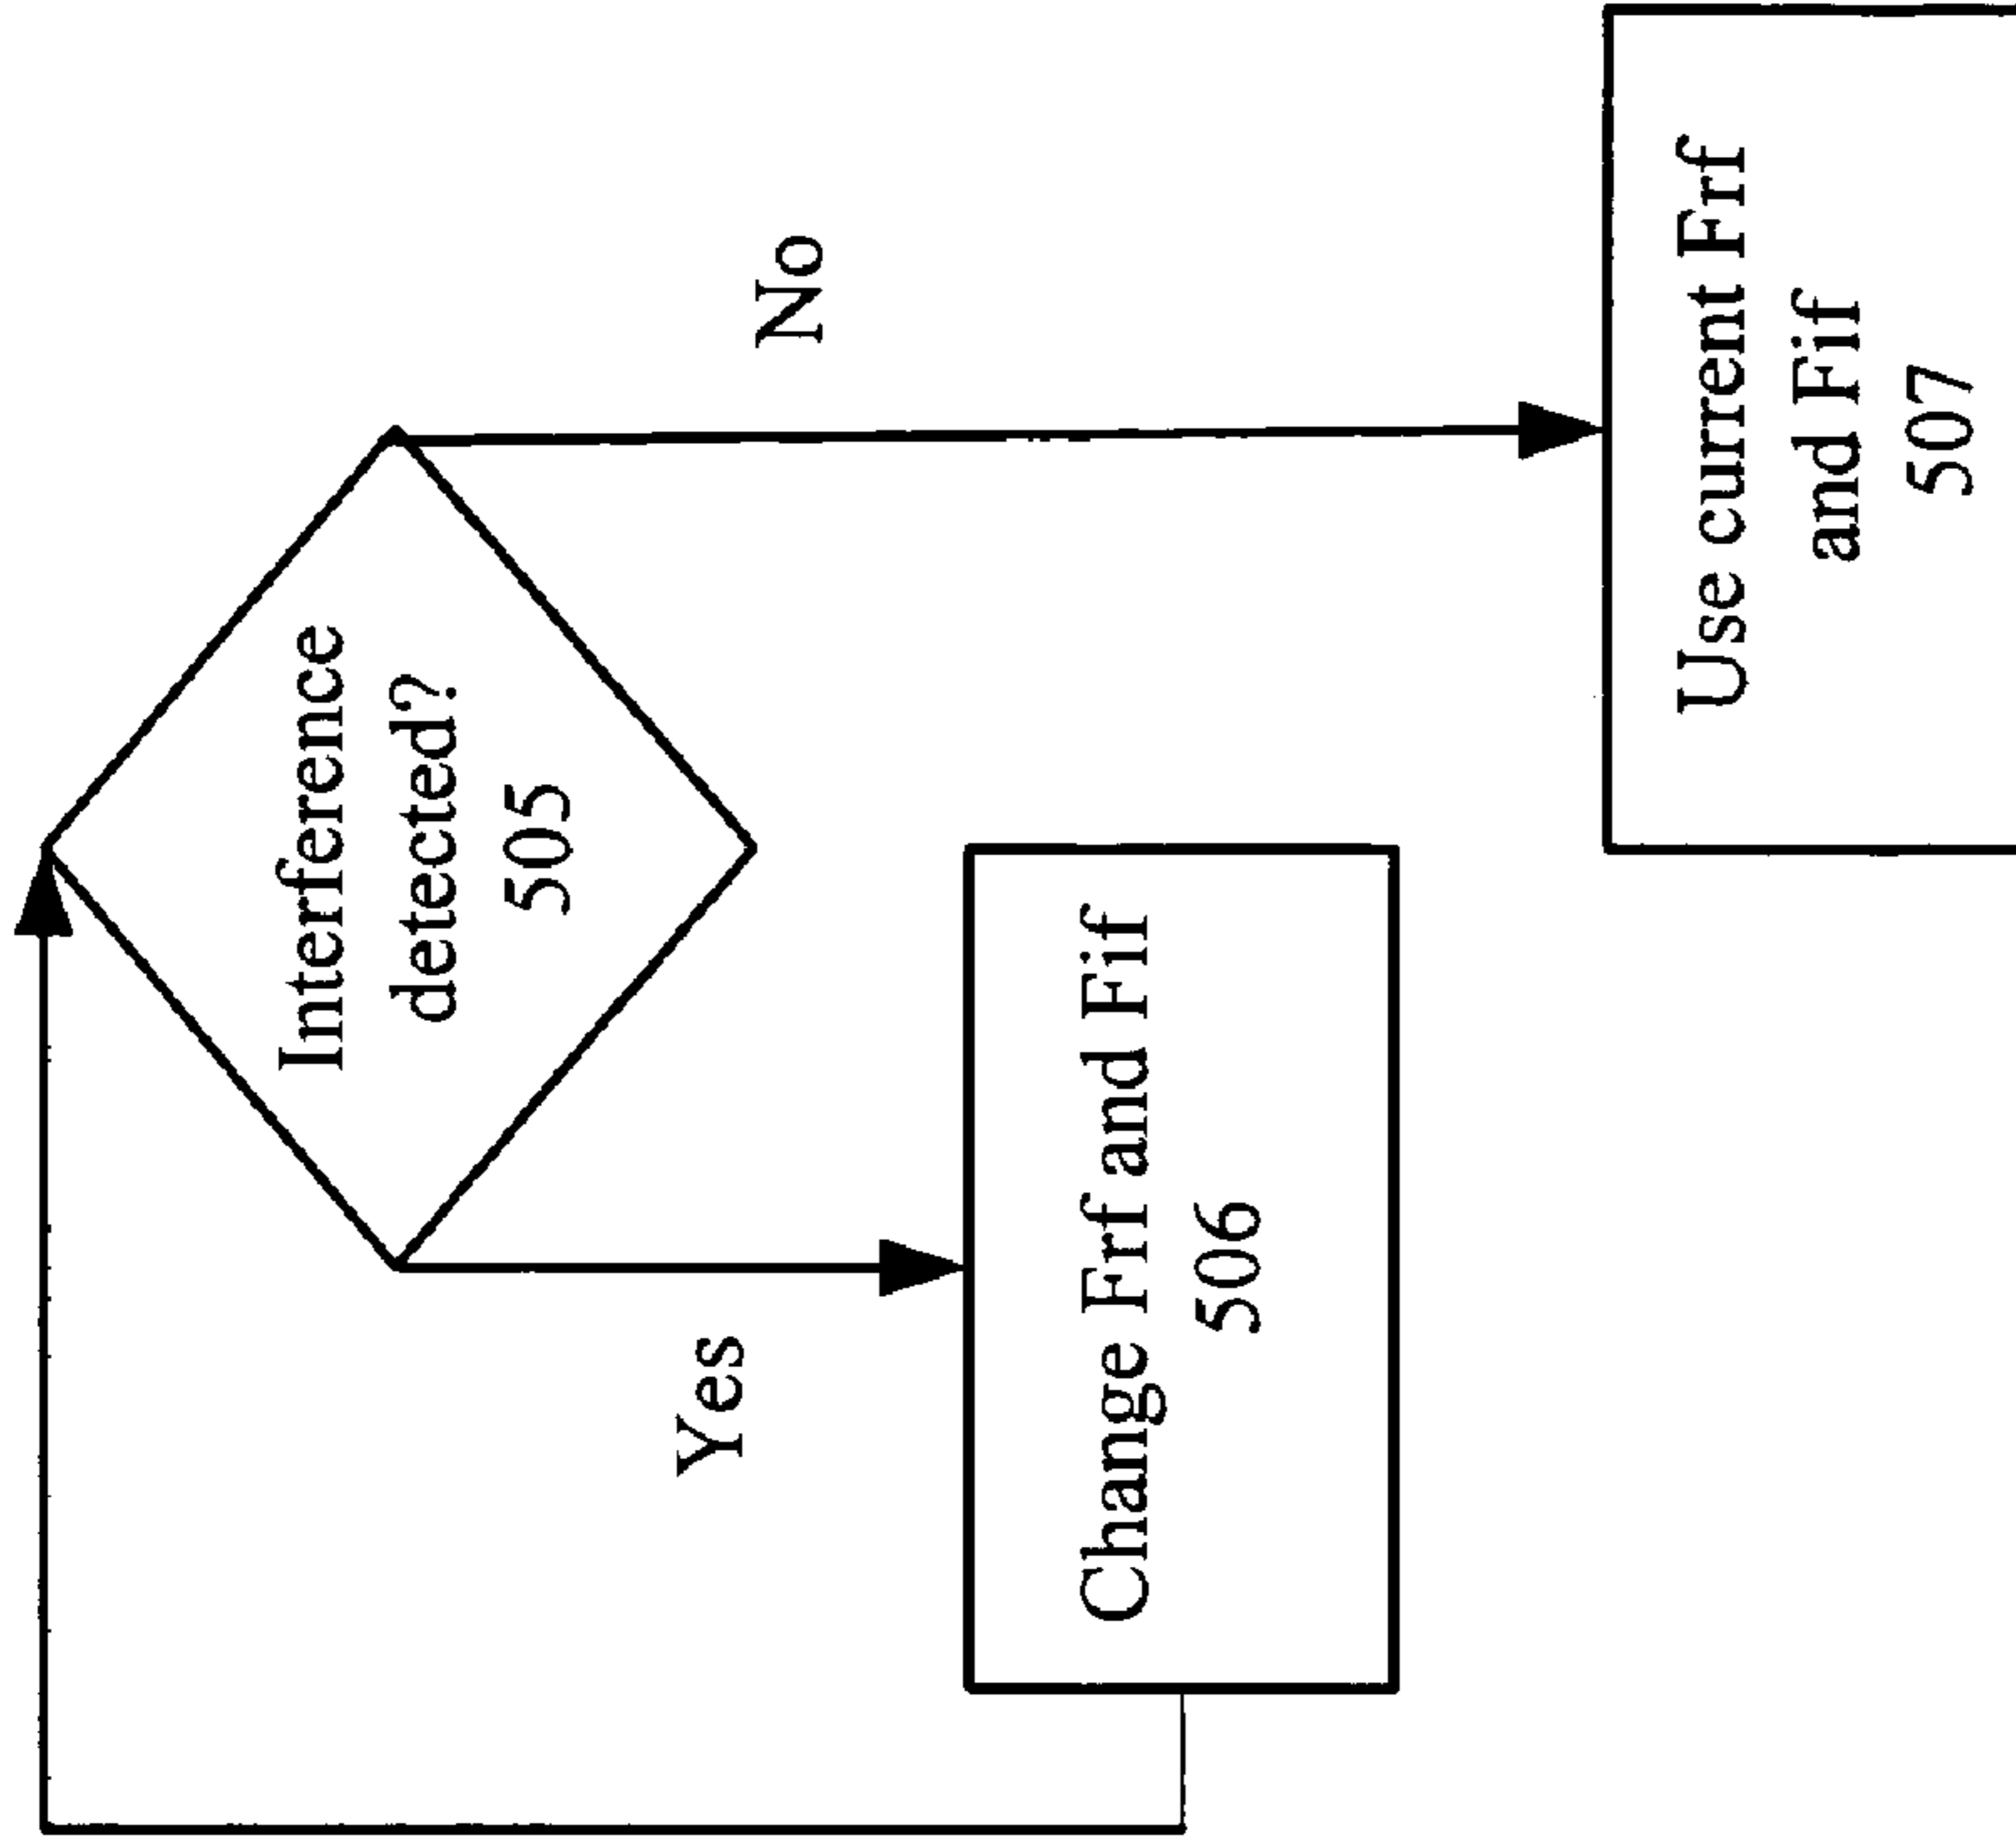 Interference
detected?
505
Yes
No
Change Frf and Fif
506
Use current Frf
and Fif
507